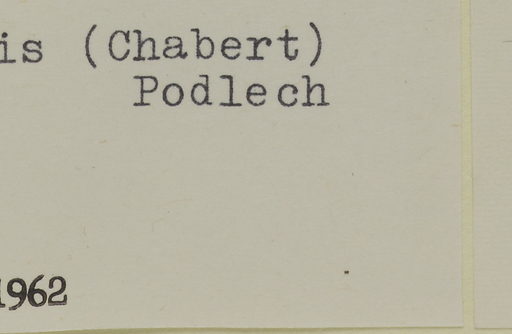 is (Chabert)
Podlech
1962